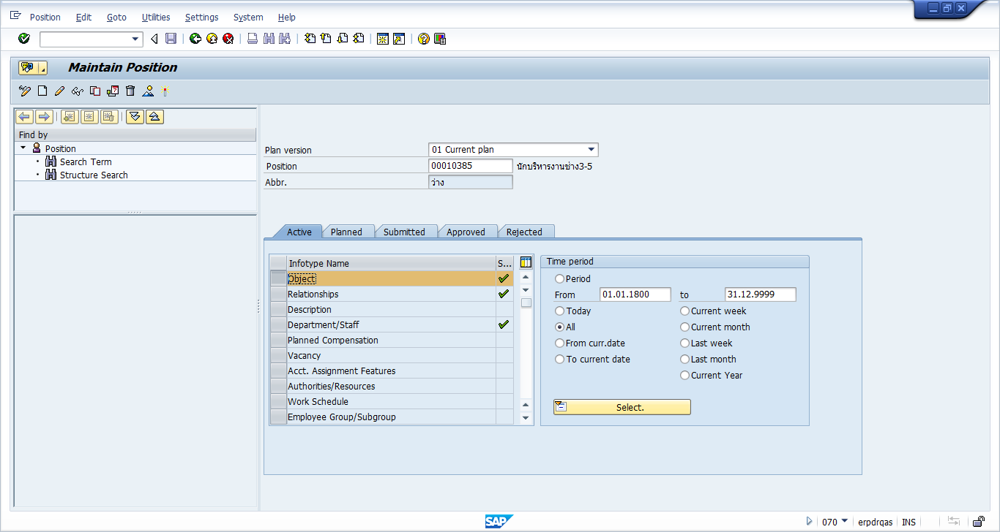 Position Edit Goto Utilities Settings System Help
Maintain Position
Find by
Position
Search Term
Structure Search
Plan version 01 Current plan
Position 00010385 นักบริหารงานช่าง3-5
Abbr. ว่าง
Active Planned Submitted Approved Rejected
Infotype Name S...
Object
Relationships
Description
Department/Staff
Planned Compensation
Vacancy
Acct. Assignment Features
Authorities/Resources
Work Schedule
Employee Group/Subgroup
Time period
Period
From 01.01.1800 to 31.12.9999
Today Current week
All Current month
From curr.date Last week
To current date Last month
Current Year
Select.
SAP 070 erpdrqas INS